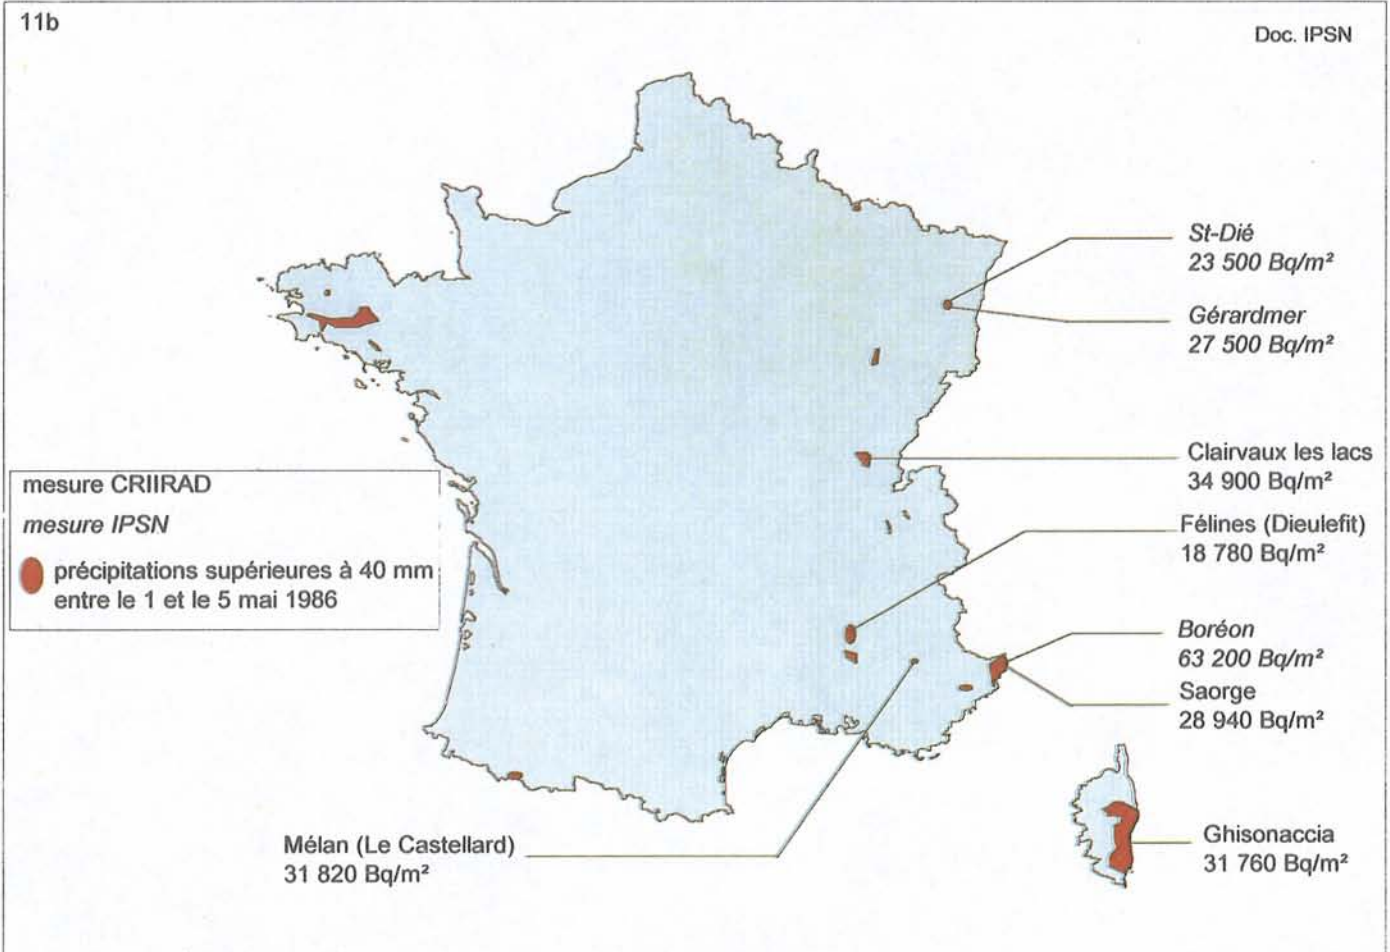 11b
Doc. IPSN
St-Dié
23 500 Bq/m²
Gérardmer
27 500 Bq/m²
Clairvaux les lacs
34 900 Bq/m²
mesure CRIIRAD
mesure IPSN
précipitations supérieures à 40 mm
entre le 1 et le 5 mai 1986
Félines (Dieulefit)
18 780 Bq/m²
Boréon
63 200 Bq/m²
Saorge
28 940 Bq/m²
Mélan (Le Castellard)
31 820 Bq/m²
Ghisonaccia
31 760 Bq/m²